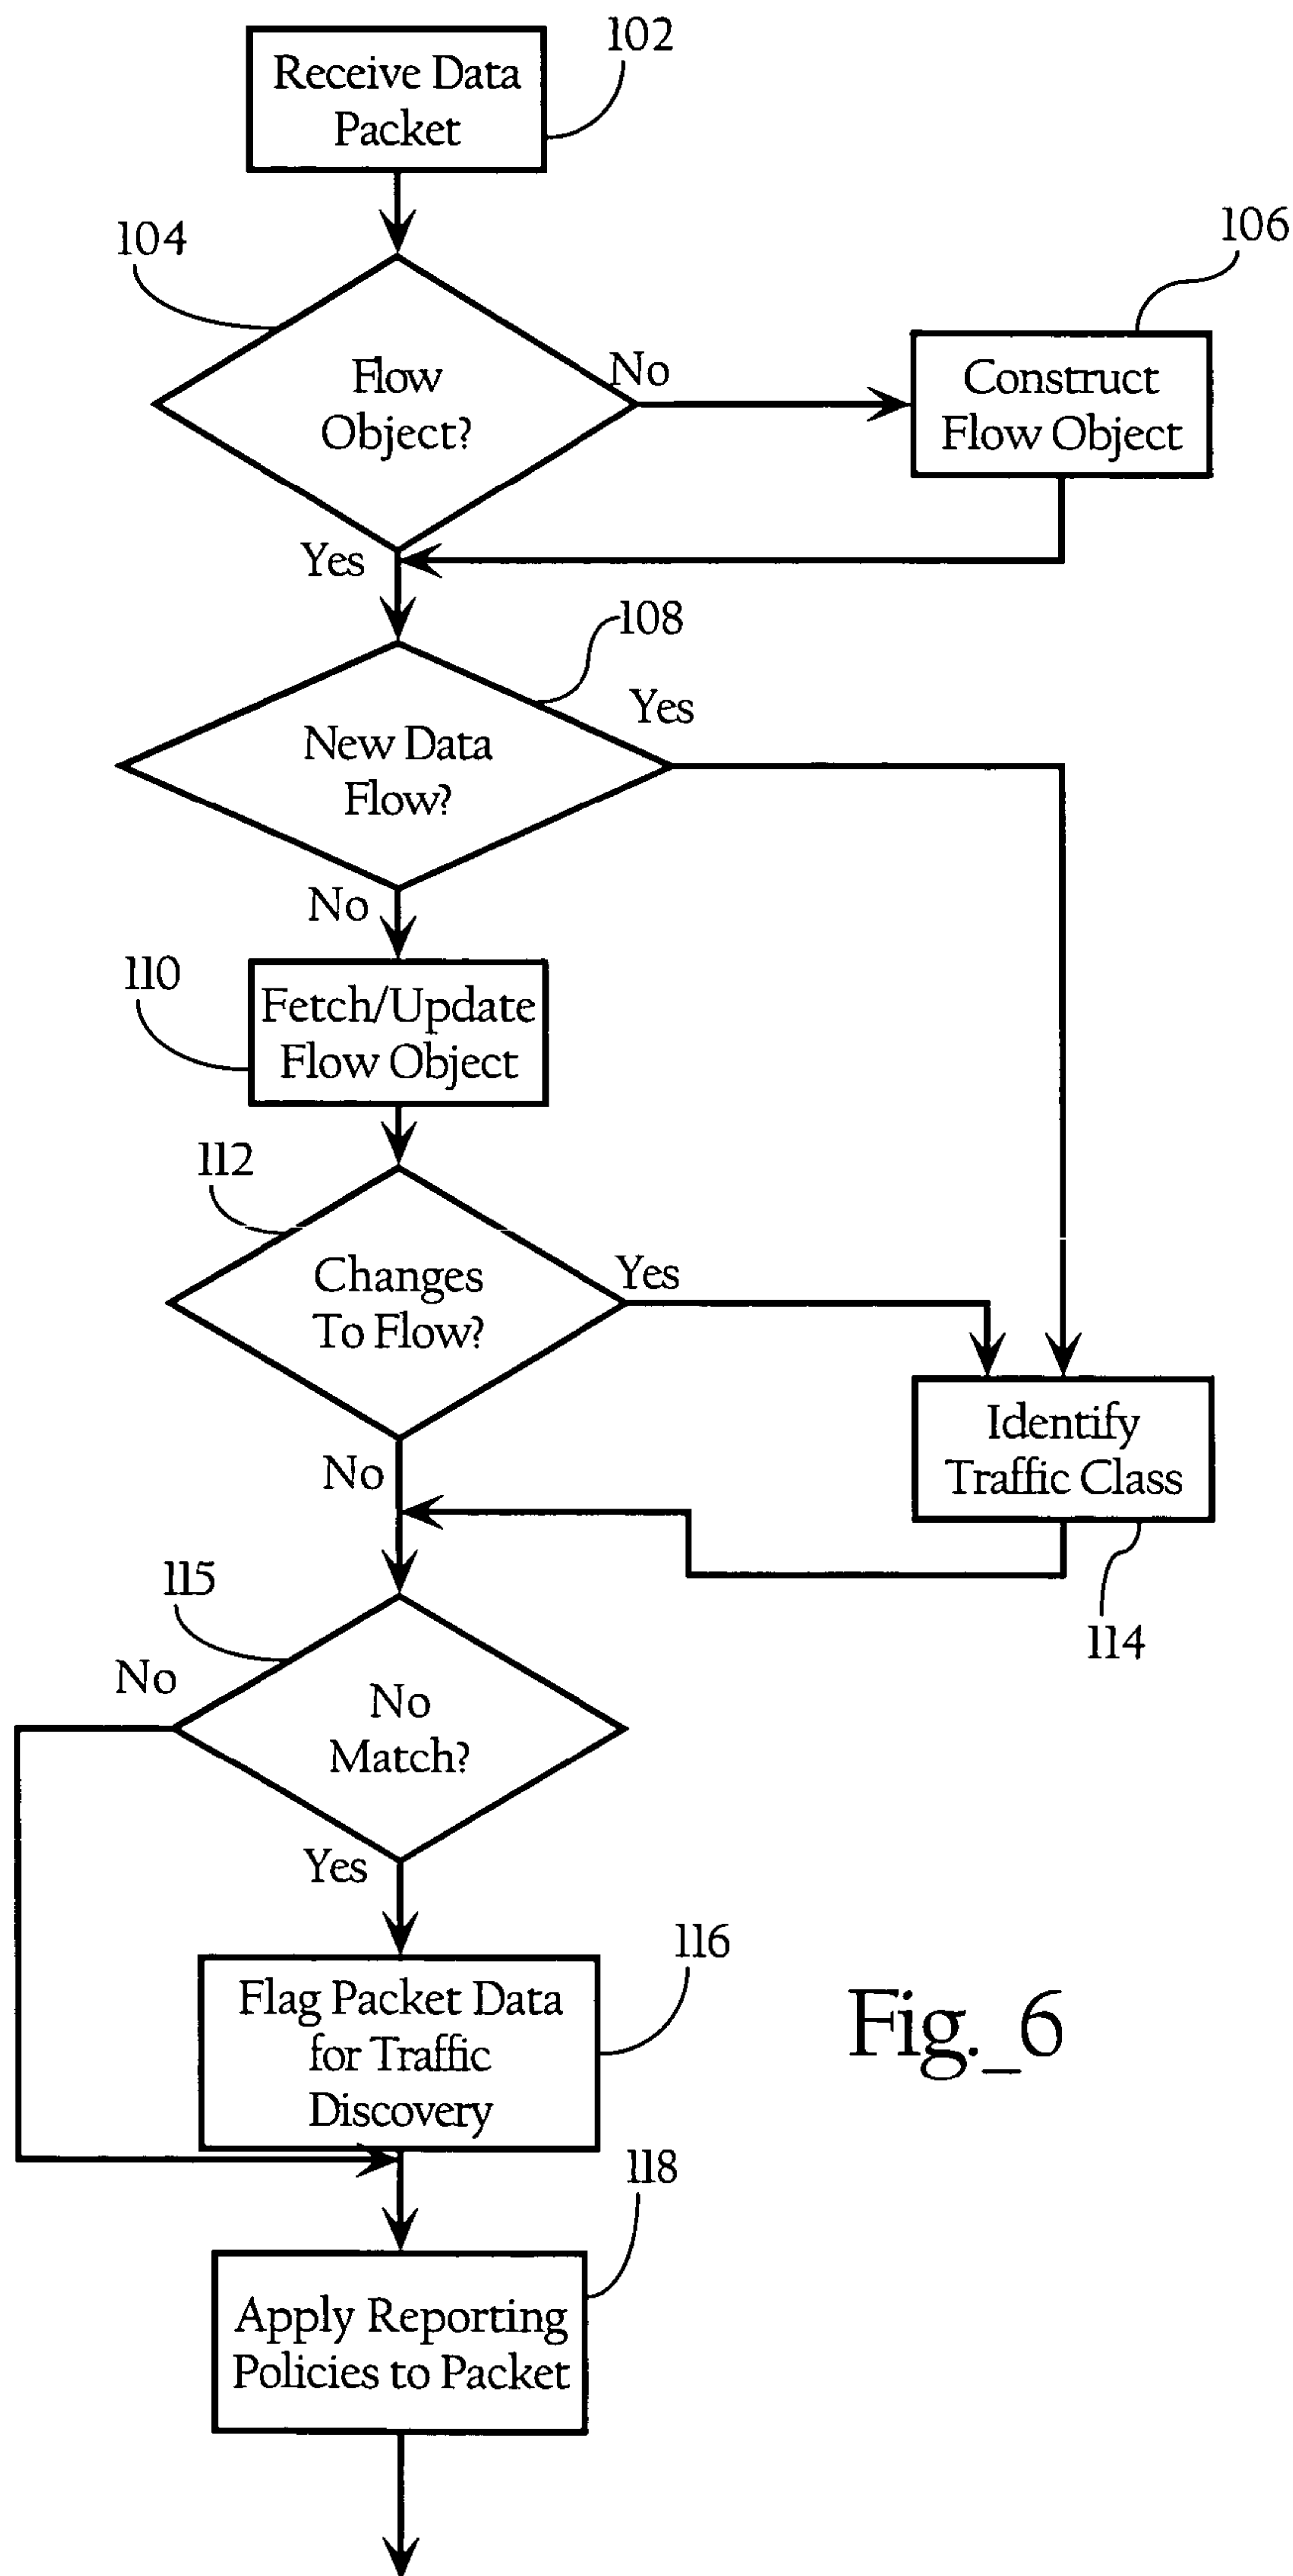 102
Receive Data
Packet
104
106
Flow
Object?
No
Construct
Flow Object
Yes
108
New Data
Flow?
Yes
No
110
Fetch/Update
Flow Object
112
Changes
To Flow?
Yes
Identify
Traffic Class
No
114
115
No
No
Match?
Yes
116
Flag Packet Data
for Traffic
Discovery
Fig._6
118
Apply Reporting
Policies to Packet